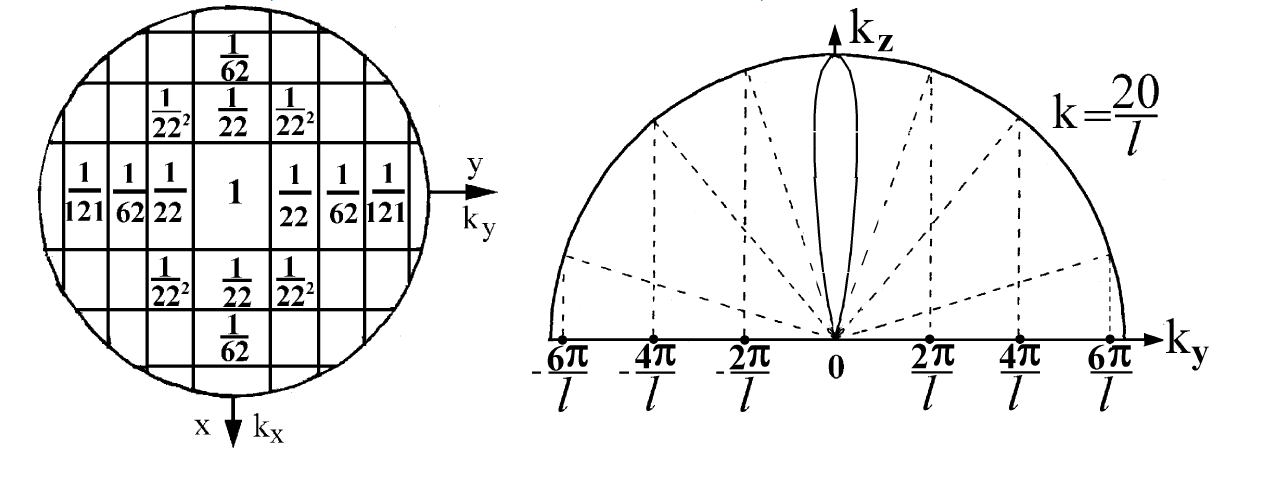 1/62
1/22² 1/22 1/22²
1/121 1/62 1/22 1 1/22 1/62 1/121
1/22² 1/22 1/22²
1/62
y
k_y
x k_x
k_z
k = 20/l
k_y
-6π/l -4π/l -2π/l 0 2π/l 4π/l 6π/l